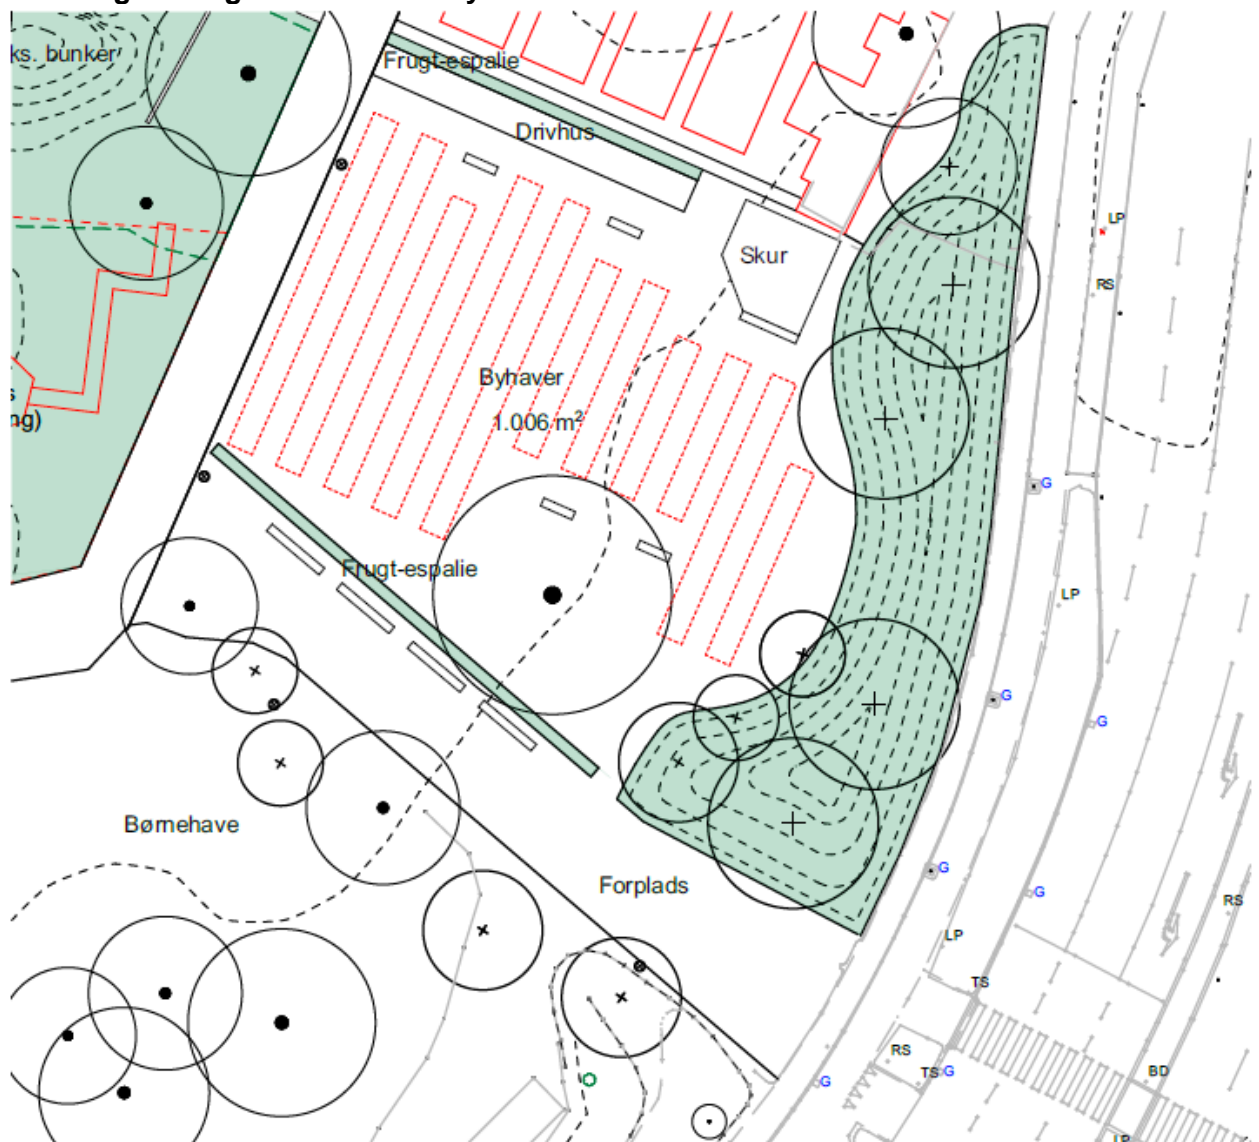 ks. bunker
Frugt-espalie
Drivhus
LP
Skur
RS
Byhaver
1.006 m²
ng)
G
Frugt-espalie
LP
G
G
Børnehave
G
Forplads
G
RS
LP
TS
RS
TS
G
BD
G
LP